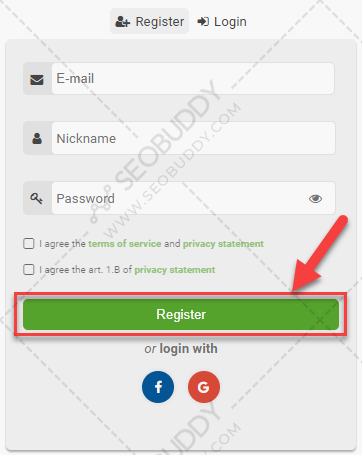 Register Login
E-mail
Nickname
Password
I agree the terms of service and privacy statement
I agree the art. 1.B of privacy statement
Register
or login with
f G
SEOBUDDY
WWW.SEOBUDDY.COM